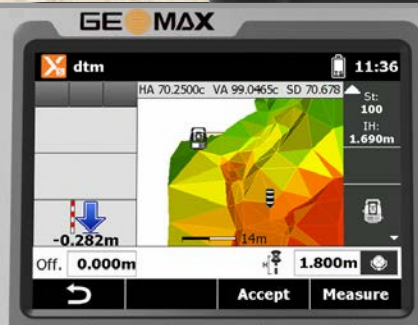 GEOMAX
dtm
11:36
HA 70.2500c VA 99.0465c SD 70.678
St:
100
IH:
1.690m
-0.282m
14m
Off. 0.000m
H
1.800m
Accept
Measure